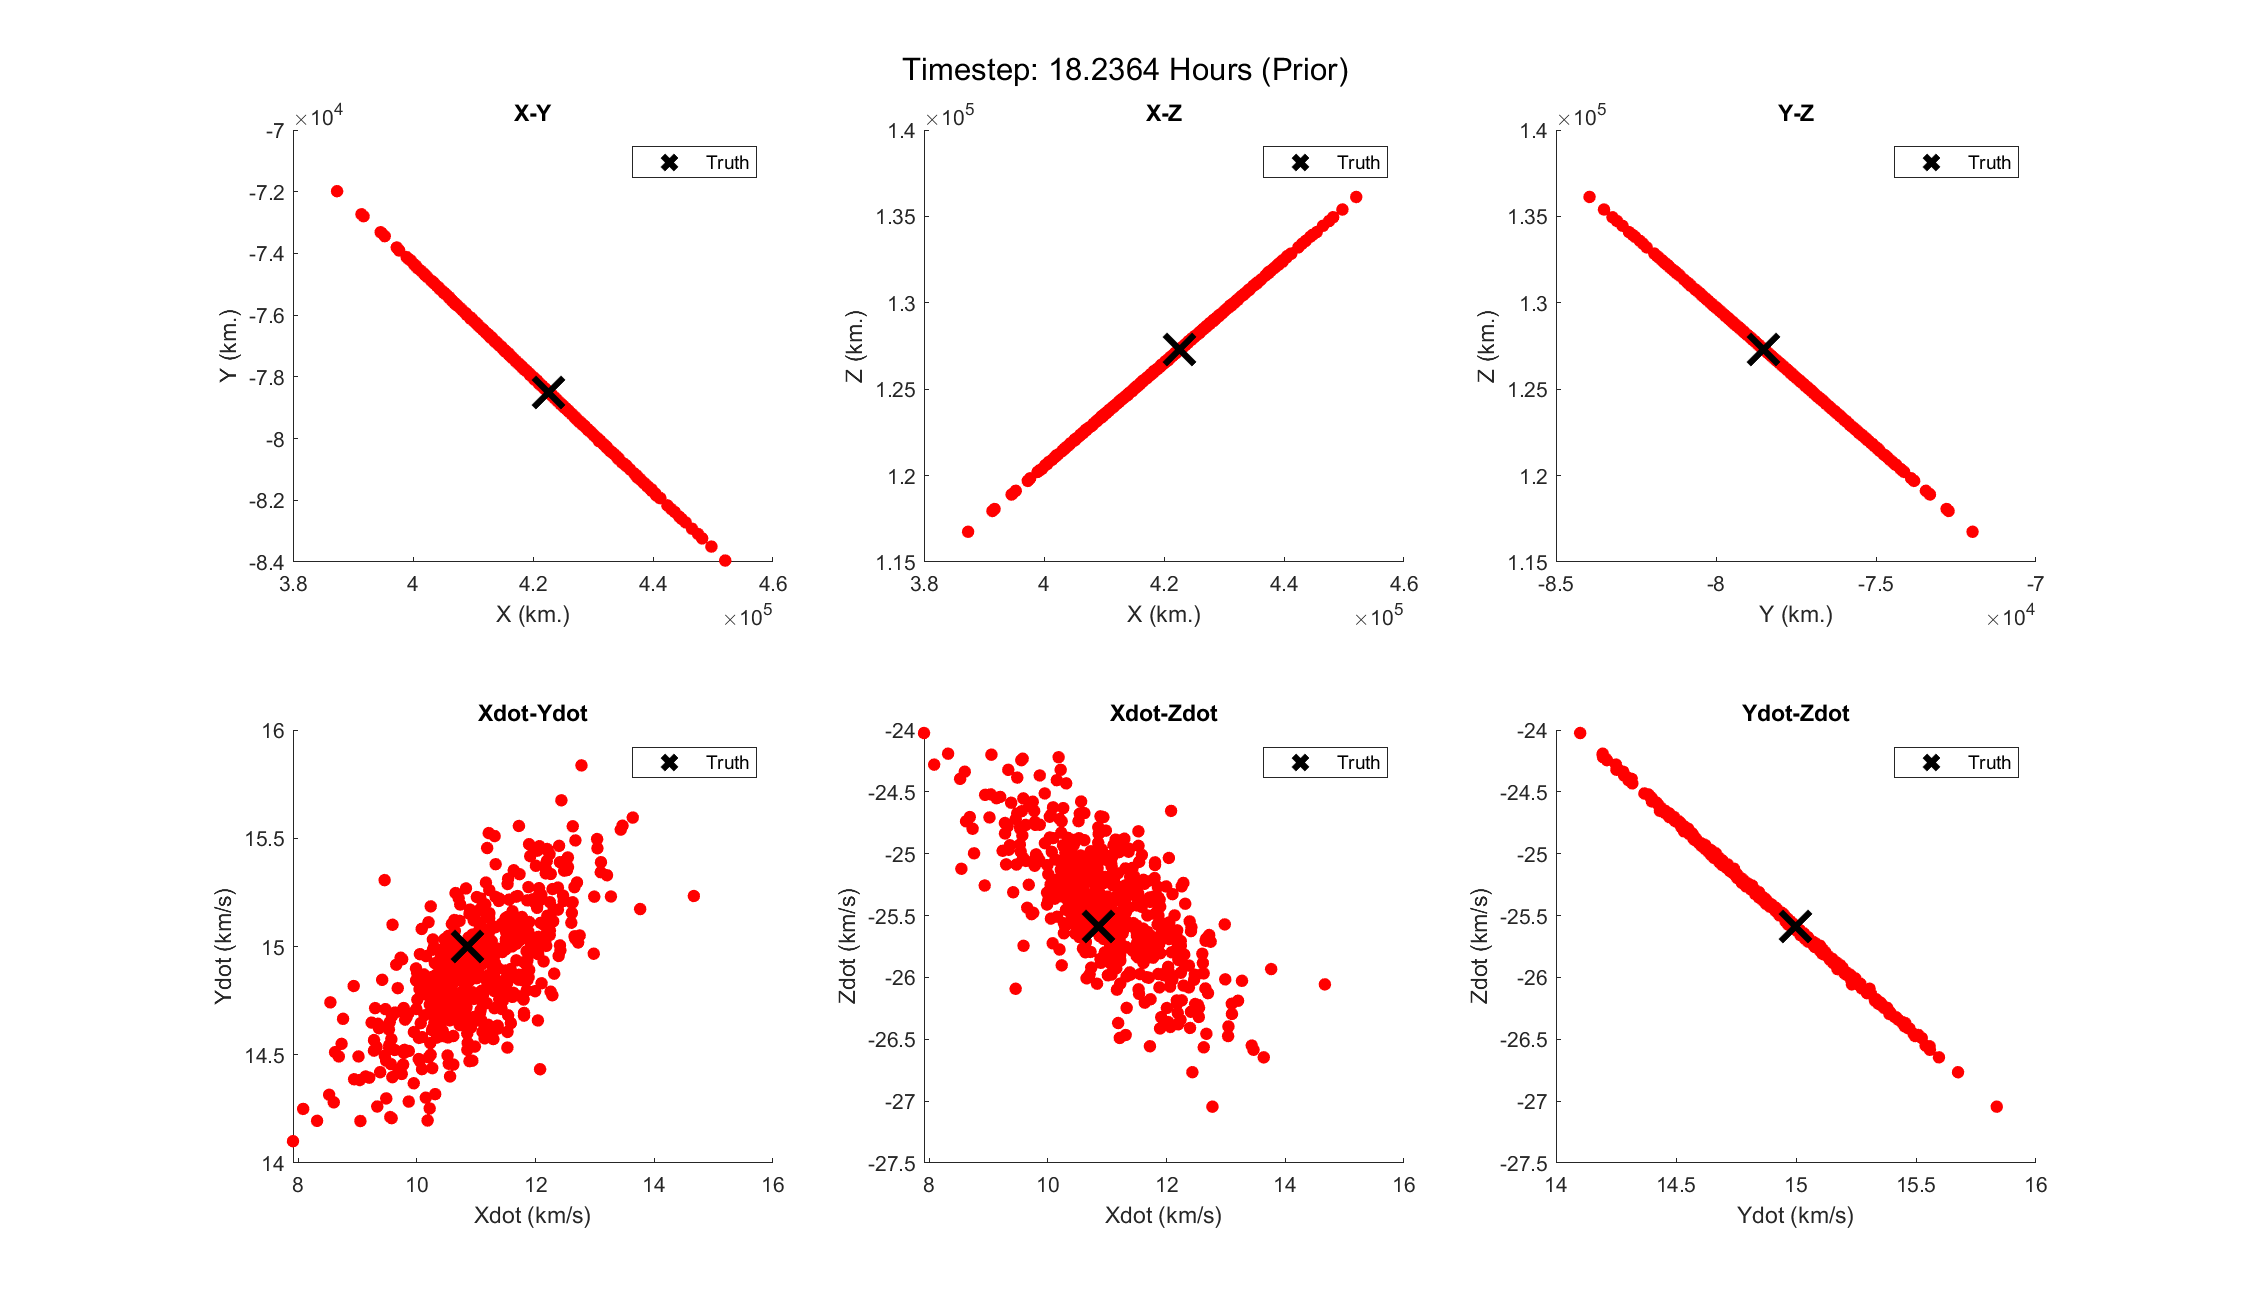 Timestep: 18.2364 Hours (Prior)
X-Y
×10^4
-7
-7.2
-7.4
-7.6
-7.8
-8
-8.2
-8.4
Y (km.)
3.8 4 4.2 4.4 4.6
X (km.)
×10^5
Truth
X-Z
×10^5
1.4
1.35
1.3
1.25
1.2
1.15
Z (km.)
3.8 4 4.2 4.4 4.6
X (km.)
×10^5
Truth
Y-Z
×10^5
1.4
1.35
1.3
1.25
1.2
1.15
Z (km.)
-8.5 -8 -7.5 -7
Y (km.)
×10^4
Truth
Xdot-Ydot
16
15.5
15
14.5
14
Ydot (km/s)
8 10 12 14 16
Xdot (km/s)
Truth
Xdot-Zdot
-24
-24.5
-25
-25.5
-26
-26.5
-27
-27.5
Zdot (km/s)
8 10 12 14 16
Xdot (km/s)
Truth
Ydot-Zdot
-24
-24.5
-25
-25.5
-26
-26.5
-27
-27.5
Zdot (km/s)
14 14.5 15 15.5 16
Ydot (km/s)
Truth